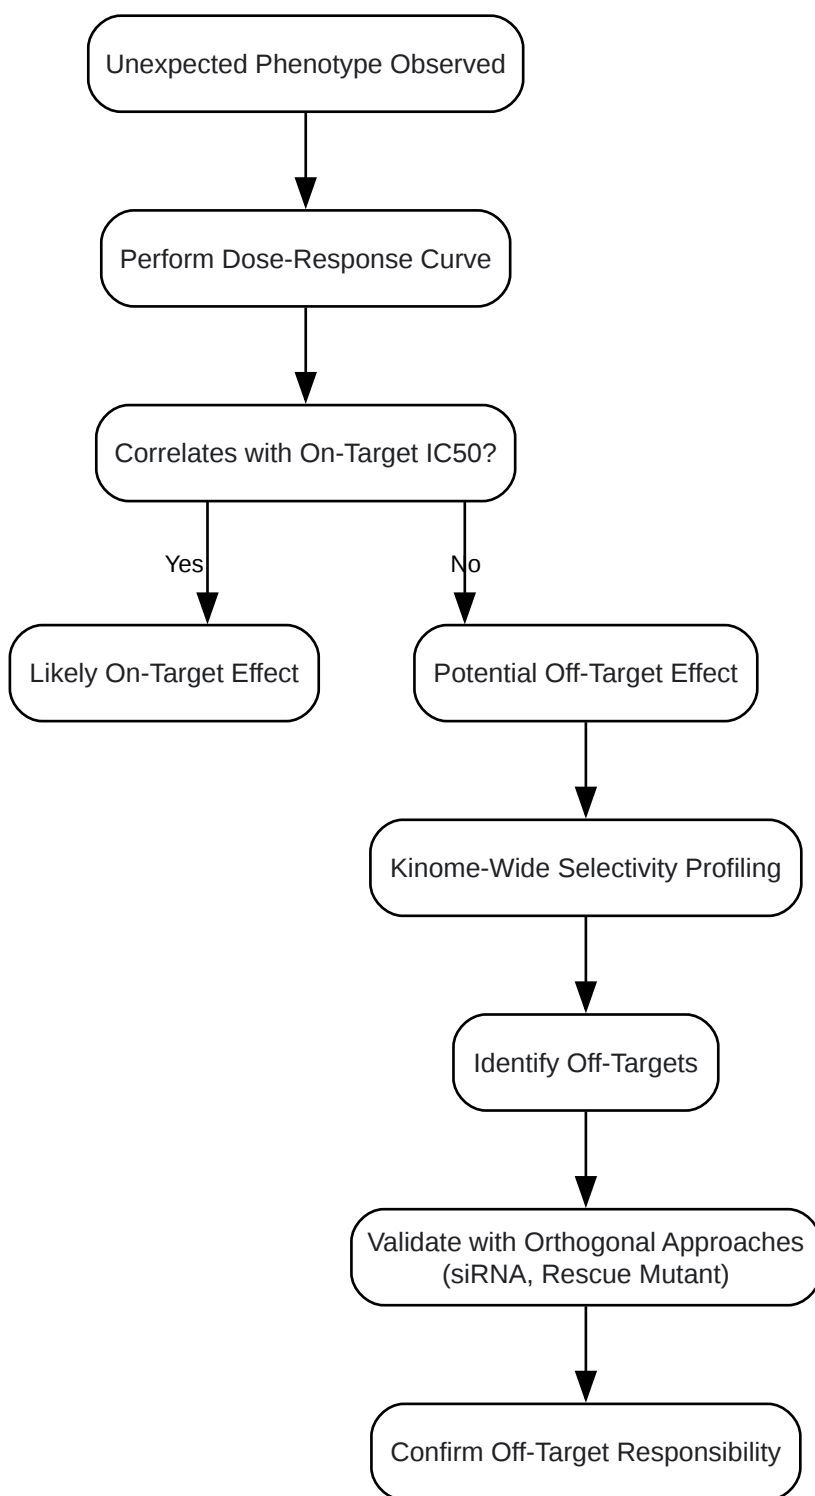 Unexpected Phenotype Observed
Perform Dose-Response Curve
Correlates with On-Target IC50?
Yes
No
Likely On-Target Effect
Potential Off-Target Effect
Kinome-Wide Selectivity Profiling
Identify Off-Targets
Validate with Orthogonal Approaches
(siRNA, Rescue Mutant)
Confirm Off-Target Responsibility